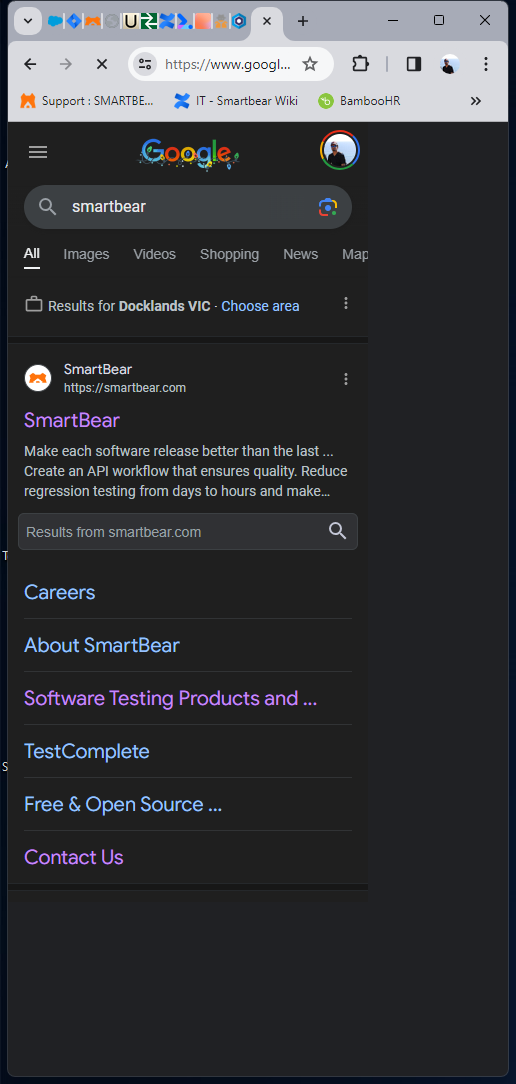 https://www.googl...
Support : SMARTBE...
IT - Smartbear Wiki
BambooHR
Google
smartbear
All
Images
Videos
Shopping
News
Map
Results for Docklands VIC · Choose area
SmartBear
https://smartbear.com
SmartBear
Make each software release better than the last ...
Create an API workflow that ensures quality. Reduce
regression testing from days to hours and make...
Results from smartbear.com
Careers
About SmartBear
Software Testing Products and ...
TestComplete
Free & Open Source ...
Contact Us